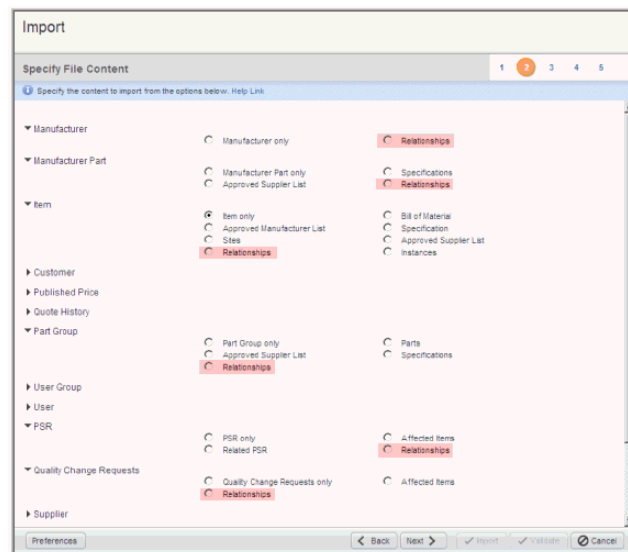 Import
Specify File Content 1 2 3 4 5
Specify the content to import from the options below. Help Link
Manufacturer
Manufacturer only Relationships
Manufacturer Part
Manufacturer Part only Specifications
Approved Supplier List Relationships
Item
Item only Bill of Material
Approved Manufacturer List Specification
Sites Approved Supplier List
Relationships Instances
Customer
Published Price
Quote History
Part Group
Part Group only Parts
Approved Supplier List Specifications
Relationships
User Group
User
PSR
PSR only Affected Items
Related PSR Relationships
Quality Change Requests
Quality Change Requests only Affected Items
Relationships
Supplier
Preferences Back Next Import Validate Cancel